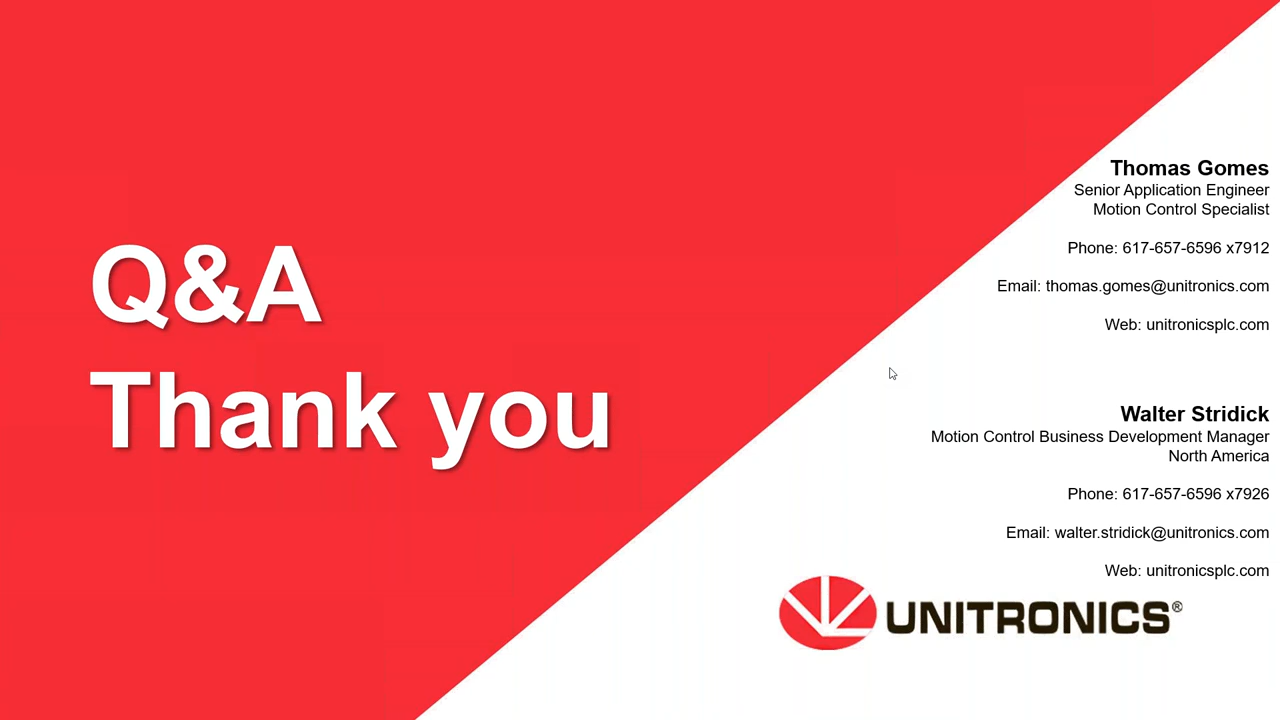 Q&A
Thank you
Thomas Gomes
Senior Application Engineer
Motion Control Specialist
Phone: 617-657-6596 x7912
Email: thomas.gomes@unitronics.com
Web: unitronicsplc.com
Walter Stridick
Motion Control Business Development Manager
North America
Phone: 617-657-6596 x7926
Email: walter.stridick@unitronics.com
Web: unitronicsplc.com
UNITRONICS®